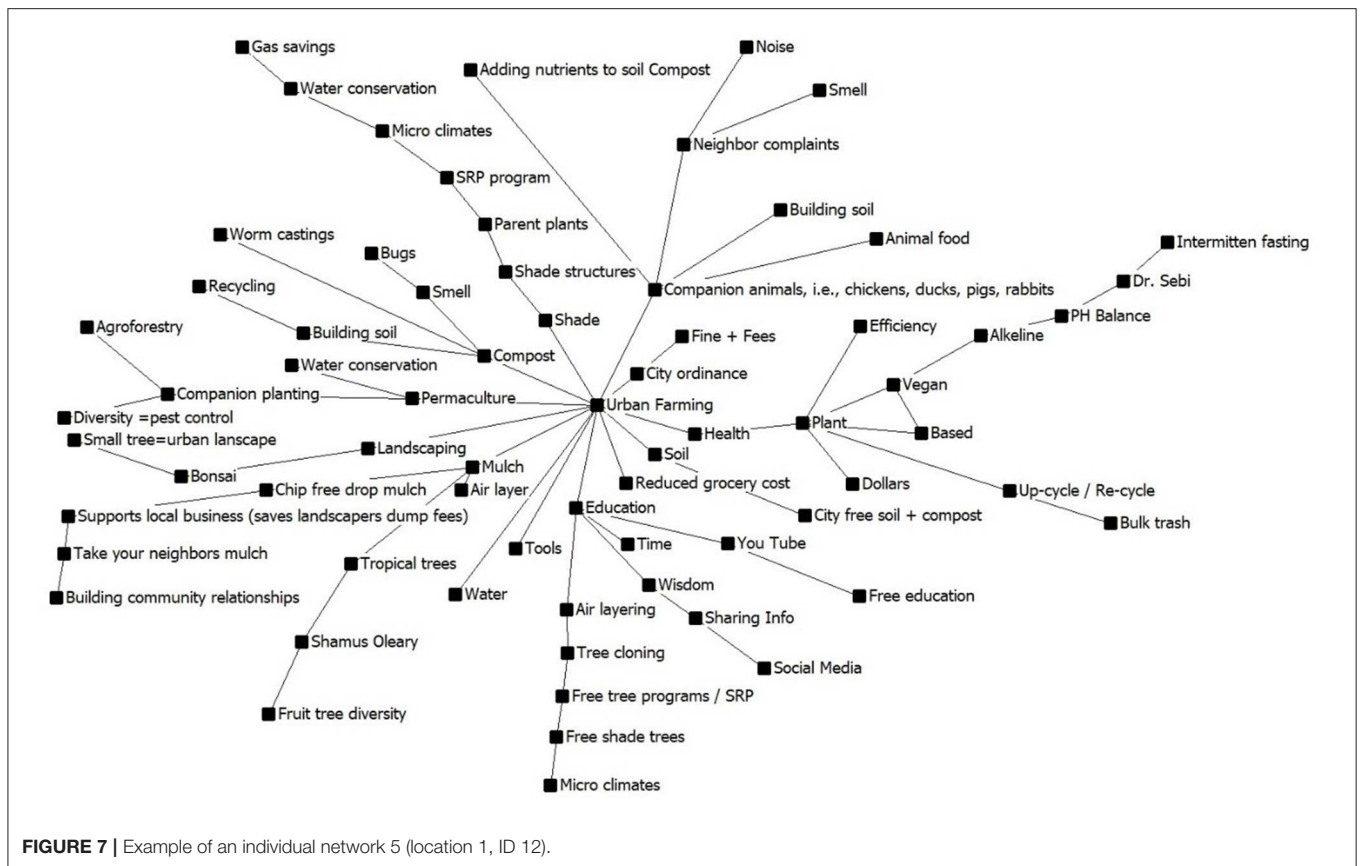 Gas savings
Noise
Adding nutrients to soil Compost
Water conservation
Smell
Micro climates
Neighbor complaints
SRP program
Building soil
Parent plants
Worm castings
Animal food
Intermitten fasting
Bugs
Shade structures
Dr. Sebi
Recycling
Smell
Companion animals, i.e., chickens, ducks, pigs, rabbits
PH Balance
Shade
Agroforestry
Efficiency
Building soil
Fine + Fees
Alkeline
Compost
Water conservation
City ordinance
Vegan
Companion planting
Permaculture
Urban Farming
Diversity =pest control
Plant
Health
Based
Small tree=urban lanscape
Landscaping
Soil
Mulch
Bonsai
Reduced grocery cost
Dollars
Chip free drop mulch
Air layer
Up-cycle / Re-cycle
Education
Supports local business (saves landscapers dump fees)
City free soil + compost
Bulk trash
Tools
Time
You Tube
Take your neighbors mulch
Tropical trees
Wisdom
Water
Free education
Building community relationships
Air layering
Sharing Info
Shamus Oleary
Tree cloning
Social Media
Free tree programs / SRP
Fruit tree diversity
Free shade trees
Micro climates
FIGURE 7 | Example of an individual network 5 (location 1, ID 12).